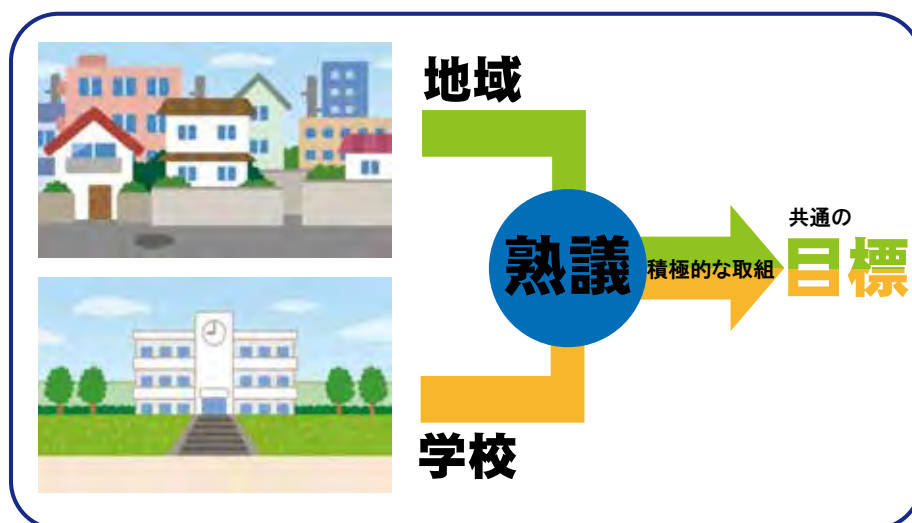 地域
熟議
積極的な取組
共通の
目標
学校